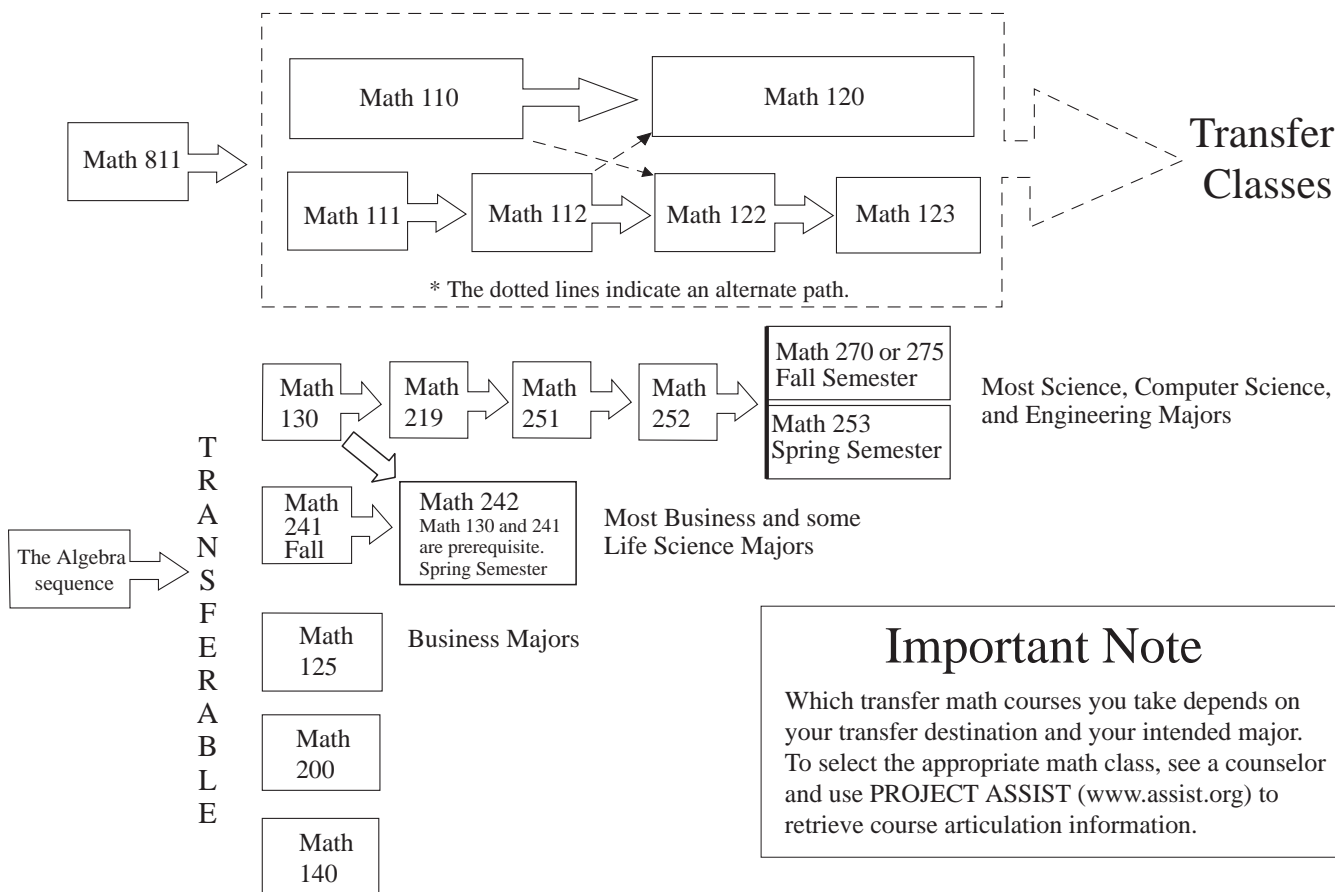 Math 110
Math 120
Math 811
Transfer
Classes
Math 111
Math 112
Math 122
Math 123
* The dotted lines indicate an alternate path.
Math
130
Math
219
Math
251
Math
252
Math 270 or 275
Fall Semester
Math 253
Spring Semester
Most Science, Computer Science,
and Engineering Majors
The Algebra
sequence
T
R
A
N
S
F
E
R
A
B
L
E
Math
241
Fall
Math 242
Math 130 and 241
are prerequisite.
Spring Semester
Most Business and some
Life Science Majors
Math
125
Business Majors
Math
200
Math
140
Important Note
Which transfer math courses you take depends on
your transfer destination and your intended major.
To select the appropriate math class, see a counselor
and use PROJECT ASSIST (www.assist.org) to
retrieve course articulation information.